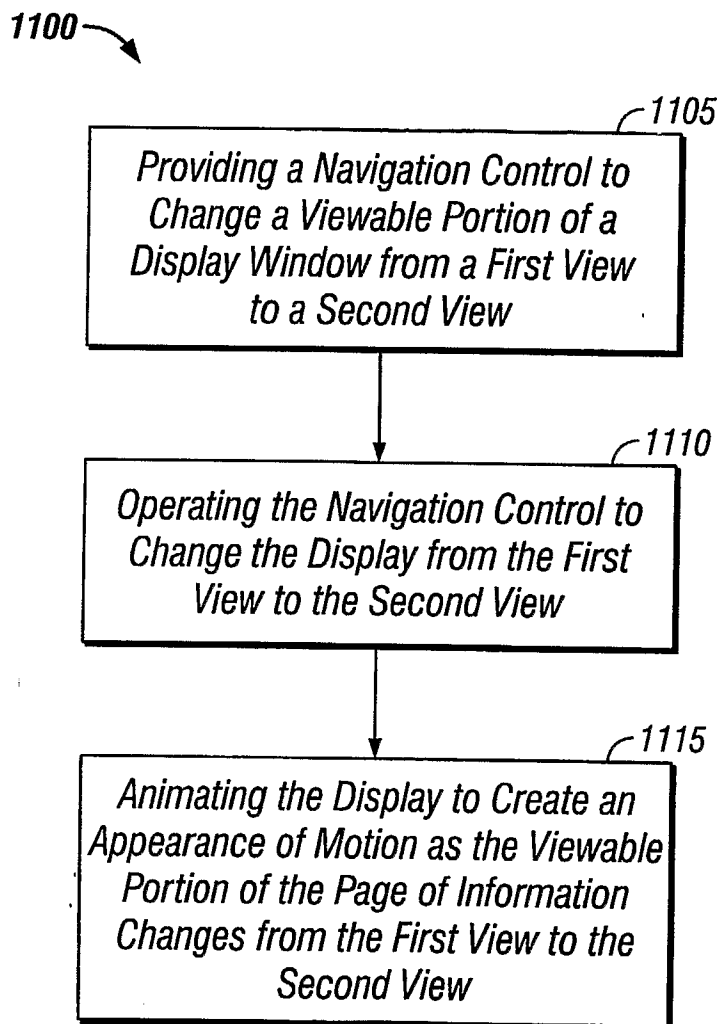 1100
1105
Providing a Navigation Control to
Change a Viewable Portion of a
Display Window from a First View
to a Second View
1110
Operating the Navigation Control to
Change the Display from the First
View to the Second View
1115
Animating the Display to Create an
Appearance of Motion as the Viewable
Portion of the Page of Information
Changes from the First View to the
Second View